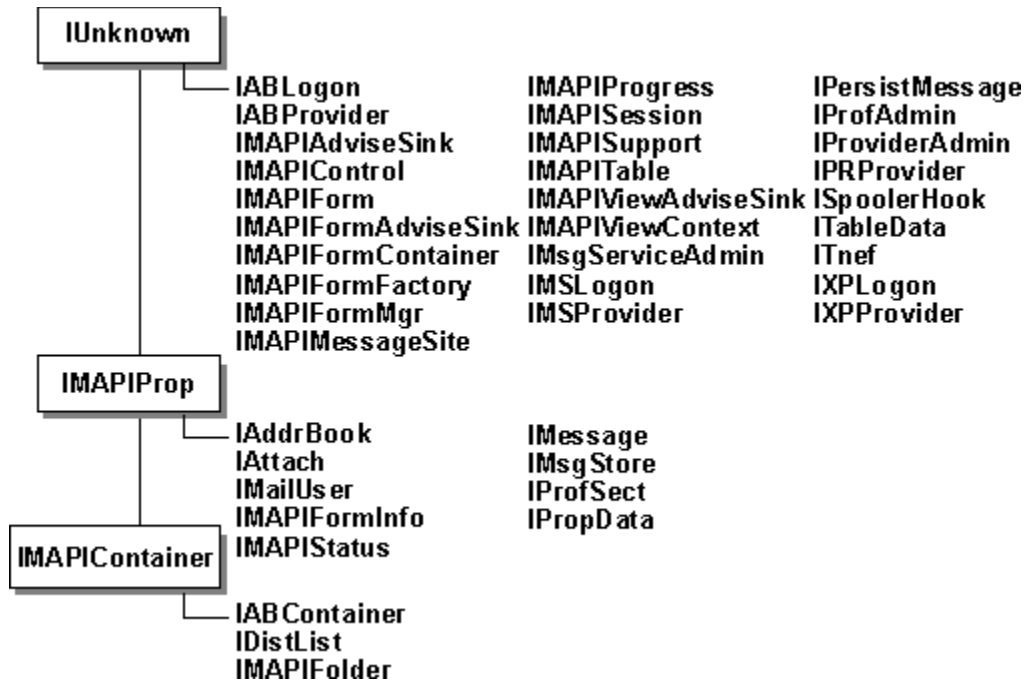 IUnknown
IABLogon IMAPIProgress IPersistMessage
IABProvider IMAPISession IProfAdmin
IMAPIAdviseSink IMAPISupport IProviderAdmin
IMAPIControl IMAPITable IPRProvider
IMAPIForm IMAPIViewAdviseSink ISpoolerHook
IMAPIFormAdviseSink IMAPIViewContext ITableData
IMAPIFormContainer IMsgServiceAdmin ITnef
IMAPIFormFactory IMSLogon IXPLogon
IMAPIFormMgr IMSProvider IXPProvider
IMAPIMessageSite
IMAPIProp
IAddrBook IMessage
IAttach IMsgStore
IMailUser IProfSect
IMAPIFormInfo IPropData
IMAPIStatus
IMAPIContainer
IABContainer
IDistList
IMAPIFolder